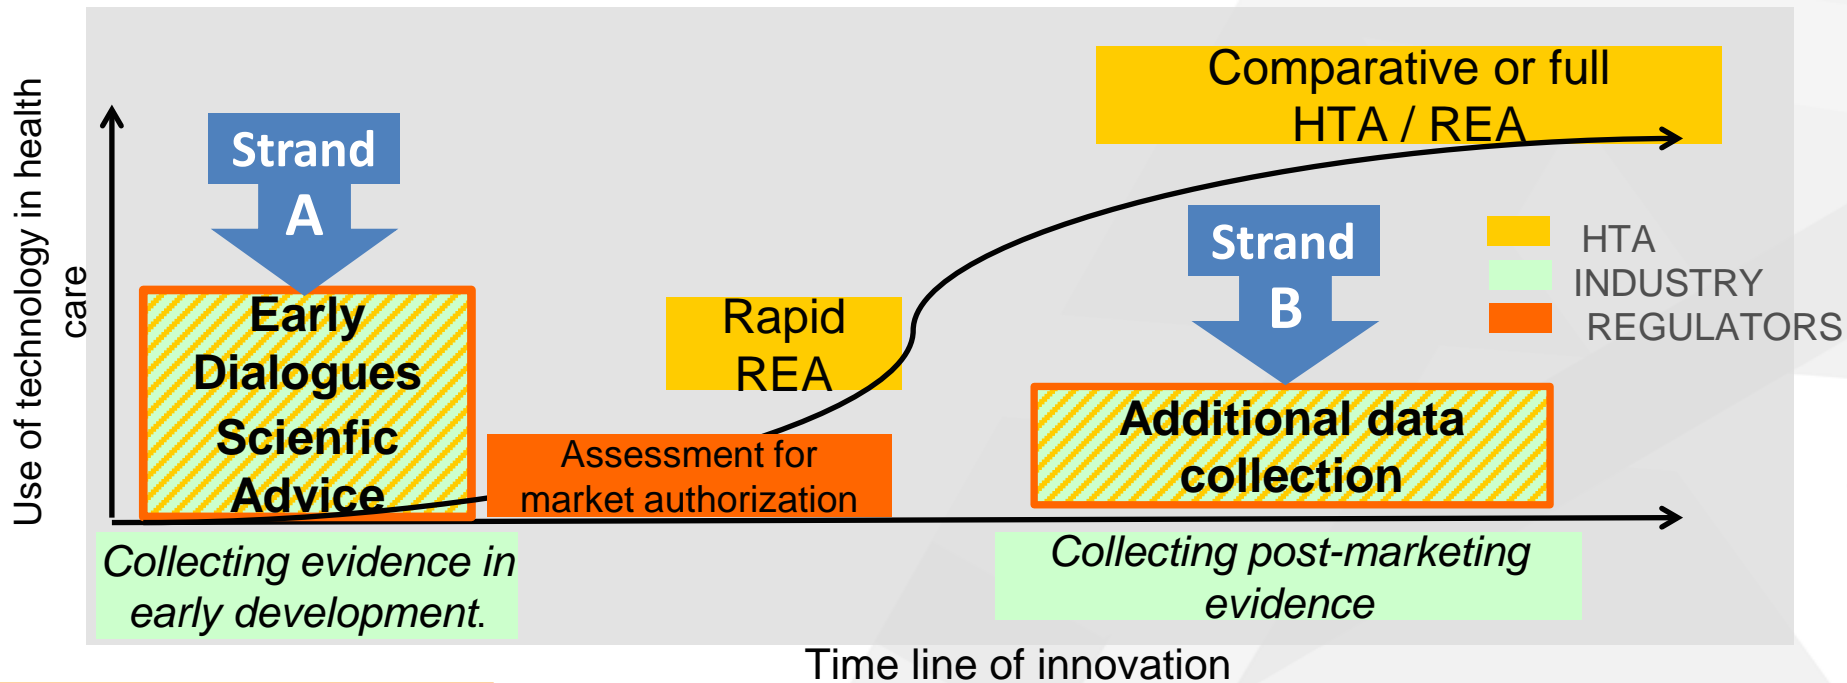 Use of technology in health
care
Strand
A
Early
Dialogues
Scienfic
Advice
Collecting evidence in
early development.
Assessment for
market authorization
Rapid
REA
Comparative or full
HTA / REA
Strand
B
Additional data
collection
Collecting post-marketing
evidence
HTA
INDUSTRY
REGULATORS
Time line of innovation